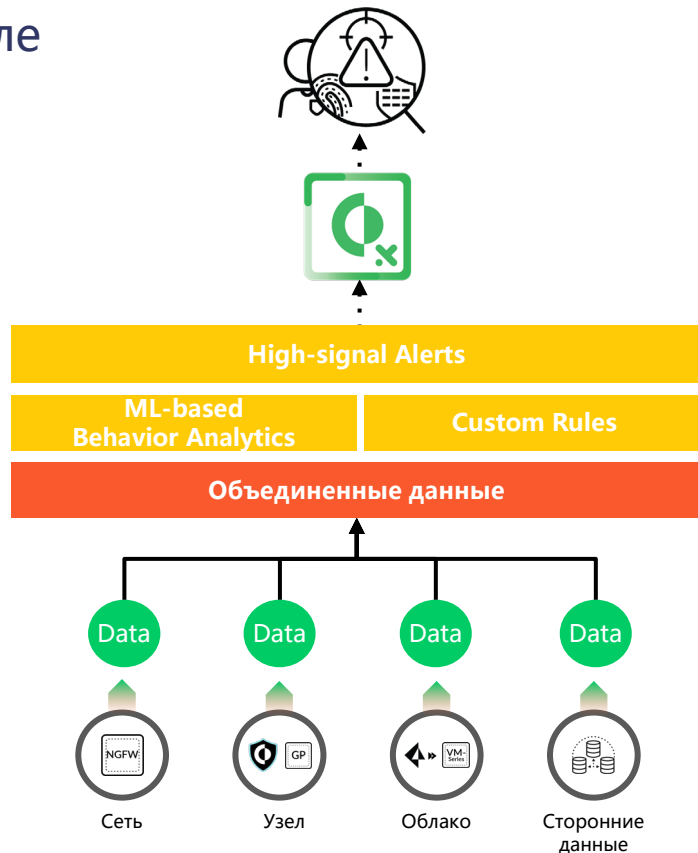 ле
High-signal Alerts
ML-based
Behavior Analytics
Custom Rules
Объединенные данные
Data
Data
Data
Data
NGFW
GP
VM-
Series
Сеть
Узел
Облако
Сторонние
данные